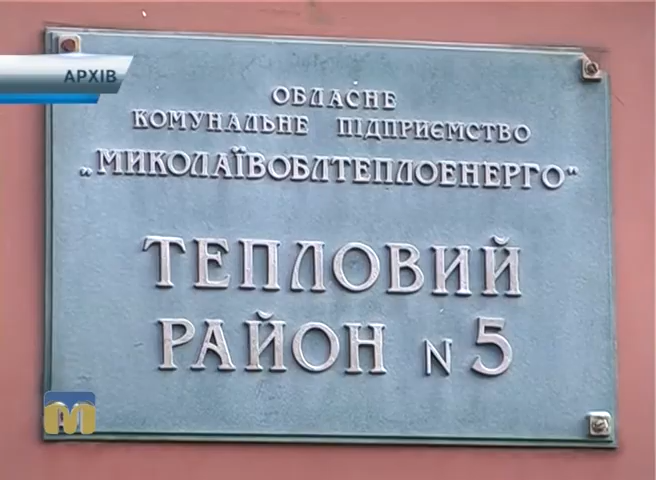 АРХІВ
ОБЛАСНЕ
КОМУНАЛЬНЕ ПІДПРИЄМСТВО
„МИКОЛАЇВОБЛТЕПЛОЕНЕРГО"
ТЕПЛОВИЙ
РАЙОН N 5